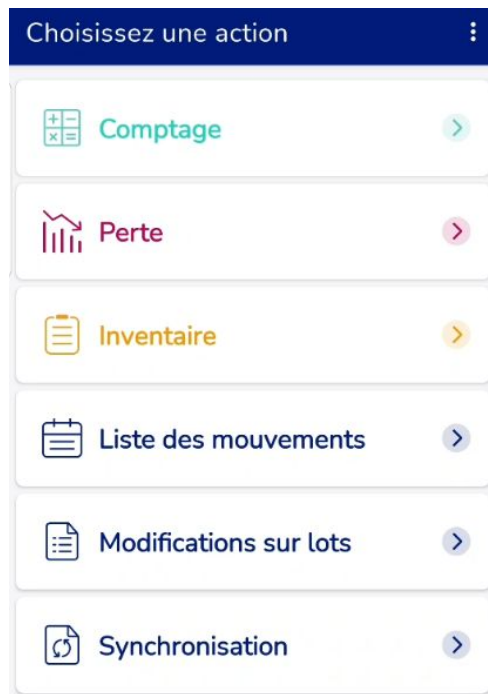 Choisissez une action
Comptage
Perte
Inventaire
Liste des mouvements
Modifications sur lots
Synchronisation